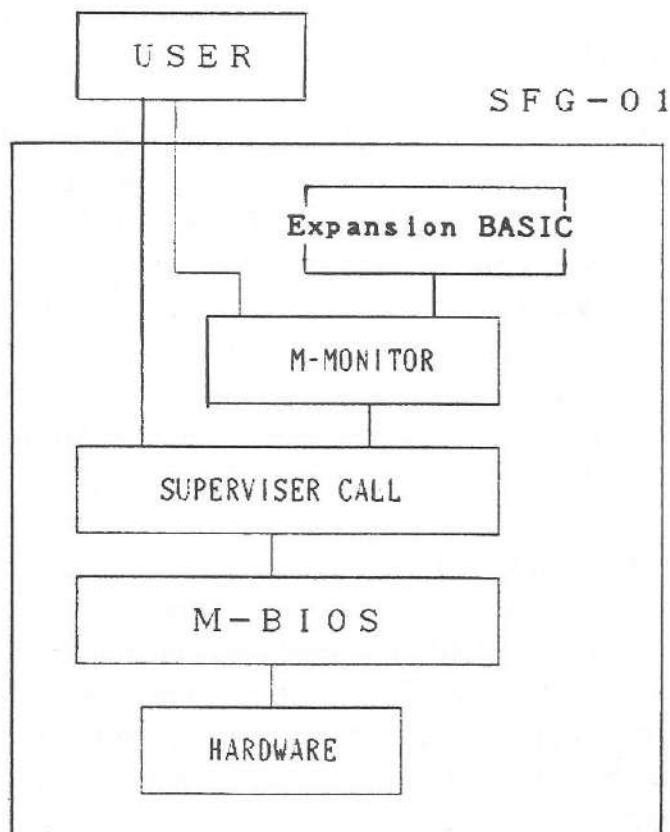 USER
SFG-01
Expansion BASIC
M-MONITOR
SUPERVISER CALL
M-BIOS
HARDWARE